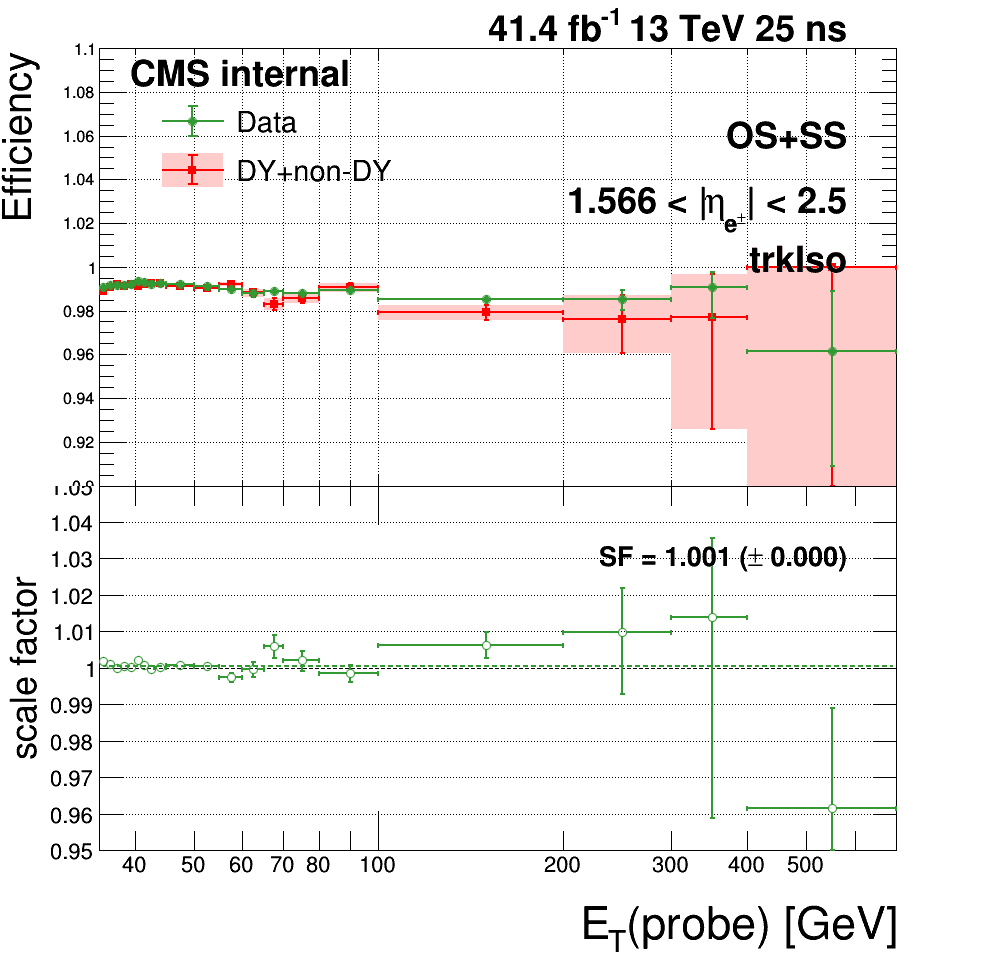 41.4 fb⁻¹ 13 TeV 25 ns
Efficiency
1.1
1.08
1.06
1.04
1.02
1
0.98
0.96
0.94
0.92
CMS internal
Data
DY+non-DY
OS+SS
1.566 < |η_e±| < 2.5
trkIso
scale factor
1.04
1.03
1.02
1.01
1
0.99
0.98
0.97
0.96
0.95
SF = 1.001 (± 0.000)
40 50 60 70 80 100 200 300 400 500
E_T(probe) [GeV]